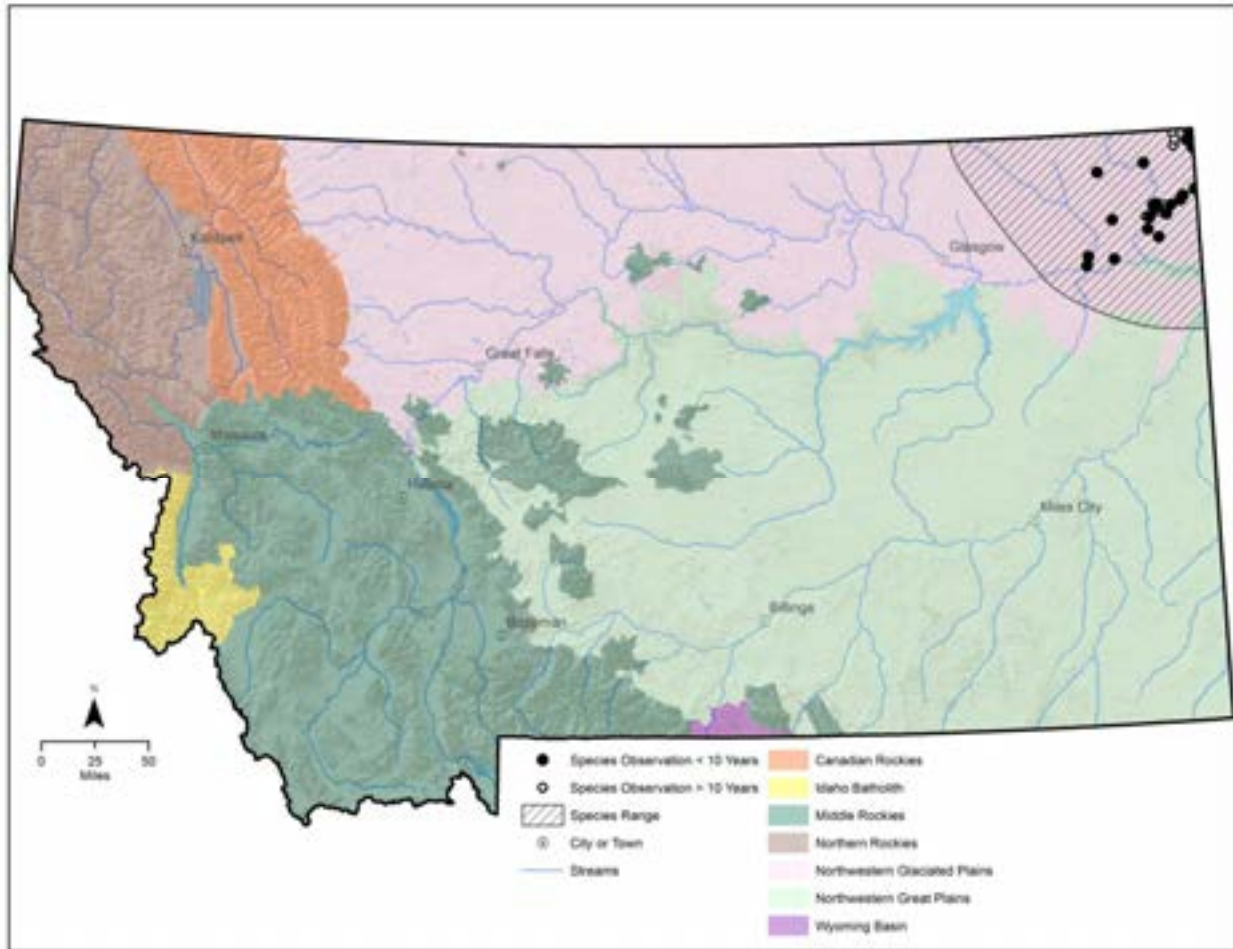 Kalispell
Glasgow
Great Falls
Missoula
Helena
Miles City
Bozeman
Billings
N
0 25 50
Miles
Species Observation < 10 Years
Species Observation > 10 Years
Species Range
City or Town
Streams
Canadian Rockies
Idaho Batholith
Middle Rockies
Northern Rockies
Northwestern Glaciated Plains
Northwestern Great Plains
Wyoming Basin